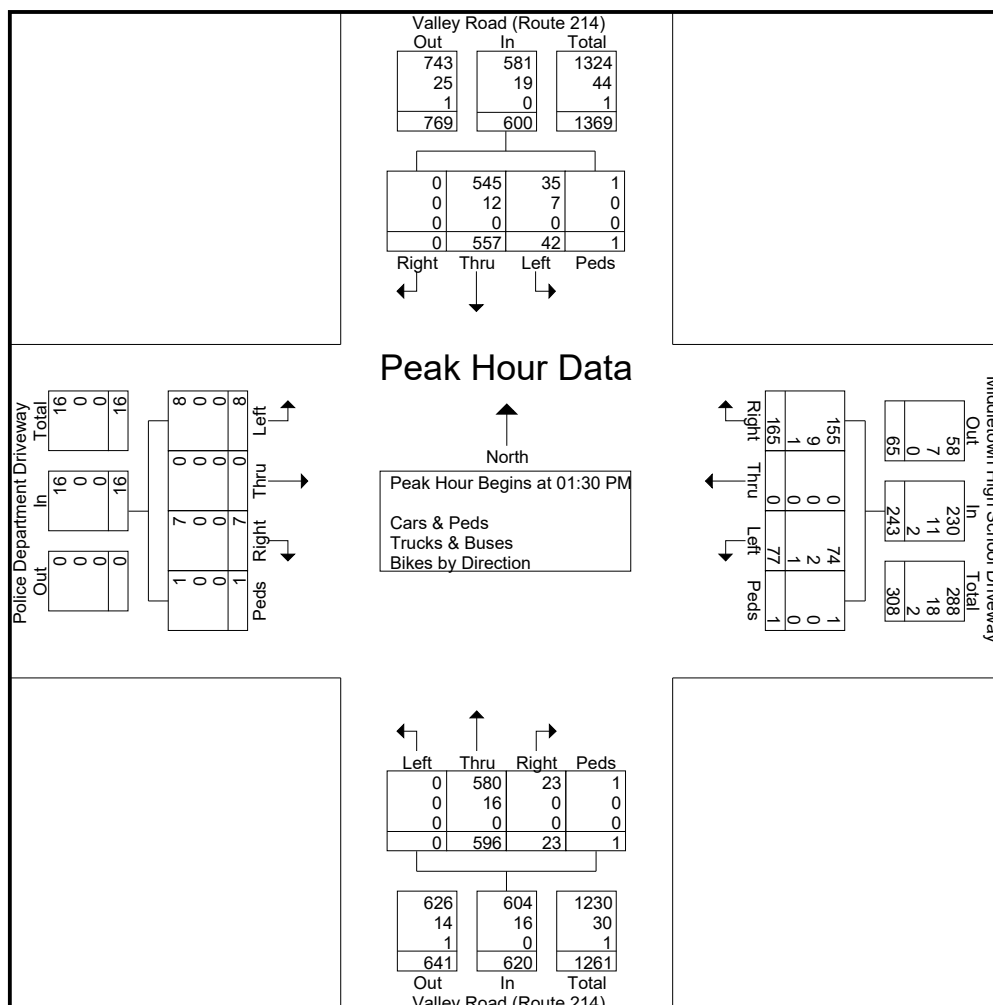 Valley Road (Route 214)
Out In Total
743 581 1324
25 19 44
1 0 1
769 600 1369
0 545 35 1
0 12 7 0
0 0 0 0
0 557 42 1
Right Thru Left Peds
Peak Hour Data
North
Peak Hour Begins at 01:30 PM
Cars & Peds
Trucks & Buses
Bikes by Direction
Police Department Driveway
Out In Total
0 16 16
0 0 0
0 0 0
0 16 16
Left Thru Right Peds
8 0 7 1
0 0 0 0
0 0 0 0
8 0 7 1
Middletown High School Driveway
Out In Total
58 230 288
7 11 18
0 2 2
65 243 308
155 0 74 1
9 0 2 0
1 0 1 0
165 0 77 1
Right Thru Left Peds
Left Thru Right Peds
0 580 23 1
0 16 0 0
0 0 0 0
0 596 23 1
626 604 1230
14 16 30
1 0 1
641 620 1261
Out In Total
Valley Road (Route 214)